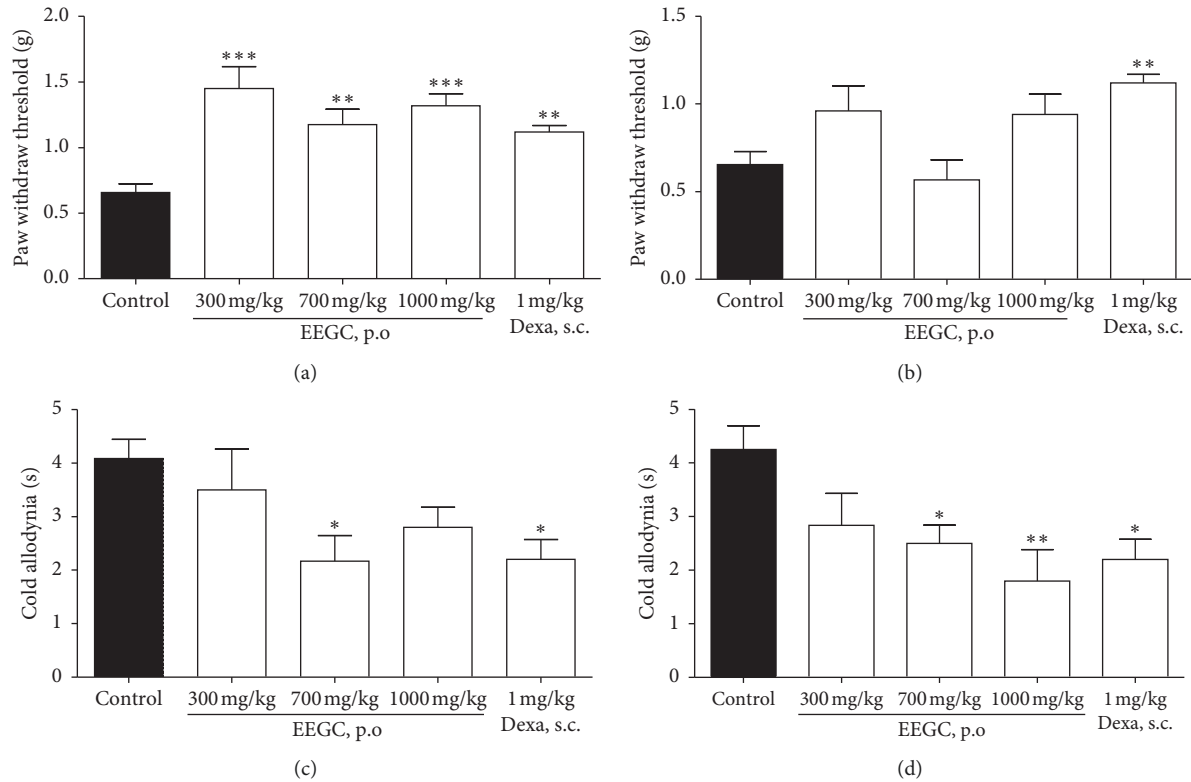 Paw withdraw threshold (g)
2.0
1.5
1.0
0.5
0.0
***
**
***
**
Control
300 mg/kg
700 mg/kg
1000 mg/kg
1 mg/kg
Dexa, s.c.
EEGC, p.o
(a)
Paw withdraw threshold (g)
1.5
1.0
0.5
0.0
**
Control
300 mg/kg
700 mg/kg
1000 mg/kg
1 mg/kg
Dexa, s.c.
EEGC, p.o
(b)
Cold allodynia (s)
5
4
3
2
1
0
*
*
Control
300 mg/kg
700 mg/kg
1000 mg/kg
1 mg/kg
Dexa, s.c.
EEGC, p.o
(c)
Cold allodynia (s)
5
4
3
2
1
0
*
**
*
Control
300 mg/kg
700 mg/kg
1000 mg/kg
1 mg/kg
Dexa, s.c.
EEGC, p.o
(d)